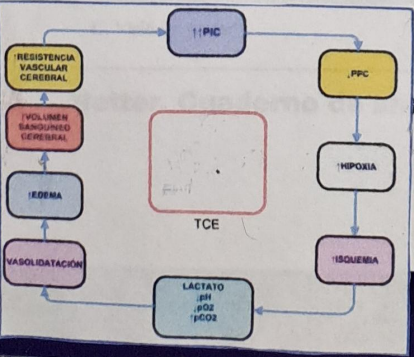 ↑↑PIC
↓PPC
↑HIPOXIA
↑ISQUEMIA
LACTATO
↓pH
↓pO2
↑pCO2
VASOLIDATACIÓN
↑EDEMA
↑VOLUMEN
SANGUINEO
CEREBRAL
↑RESISTENCIA
VASCULAR
CEREBRAL
TCE